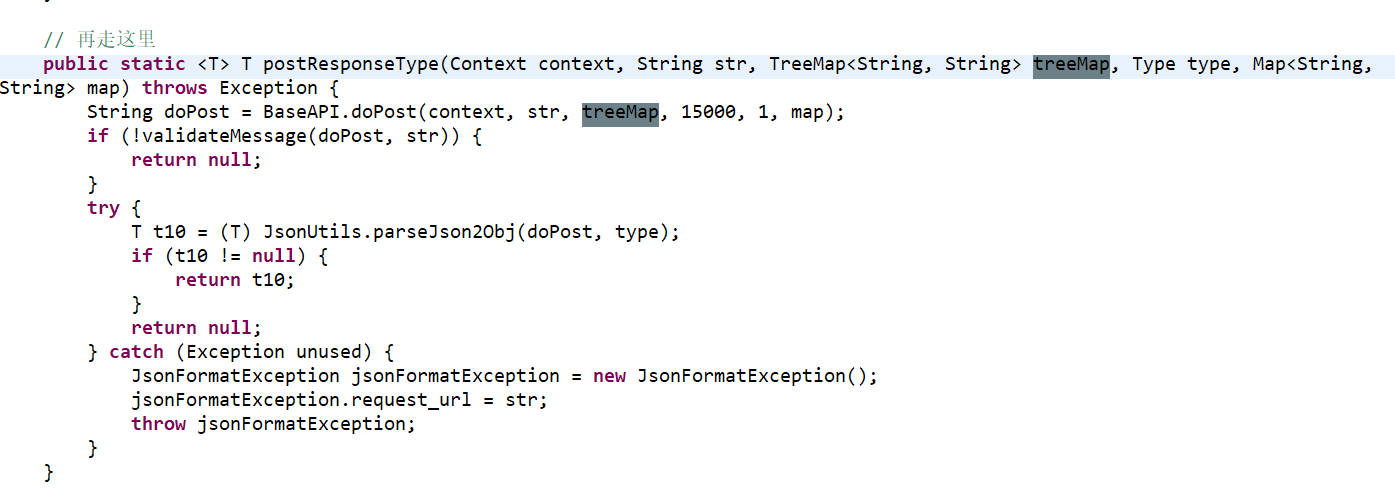 // 再走这里
public static <T> T postResponseType(Context context, String str, TreeMap<String, String> treeMap, Type type, Map<String,
String> map) throws Exception {
String doPost = BaseAPI.doPost(context, str, treeMap, 15000, 1, map);
if (!validateMessage(doPost, str)) {
return null;
}
try {
T t10 = (T) JsonUtils.parseJson2Obj(doPost, type);
if (t10 != null) {
return t10;
}
return null;
} catch (Exception unused) {
JsonFormatException jsonFormatException = new JsonFormatException();
jsonFormatException.request_url = str;
throw jsonFormatException;
}
}